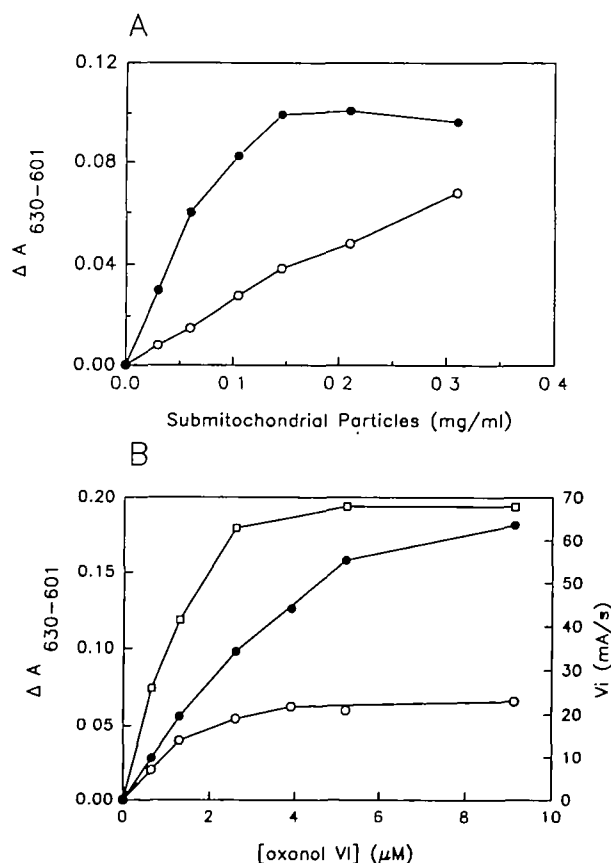 A
0.12
0.08
0.04
0.00
Δ A 630-601
0.0 0 1 0 2 0 3 0 4
Submitochondrial Particles (mg/ml)
B
0.20
0.15
0.10
0 05
0.00
Δ A 630-601
70
60
50
40
30
20
10
0
Vi (mA/s)
0 2 4 6 8 10
[oxonol VI] (μM)